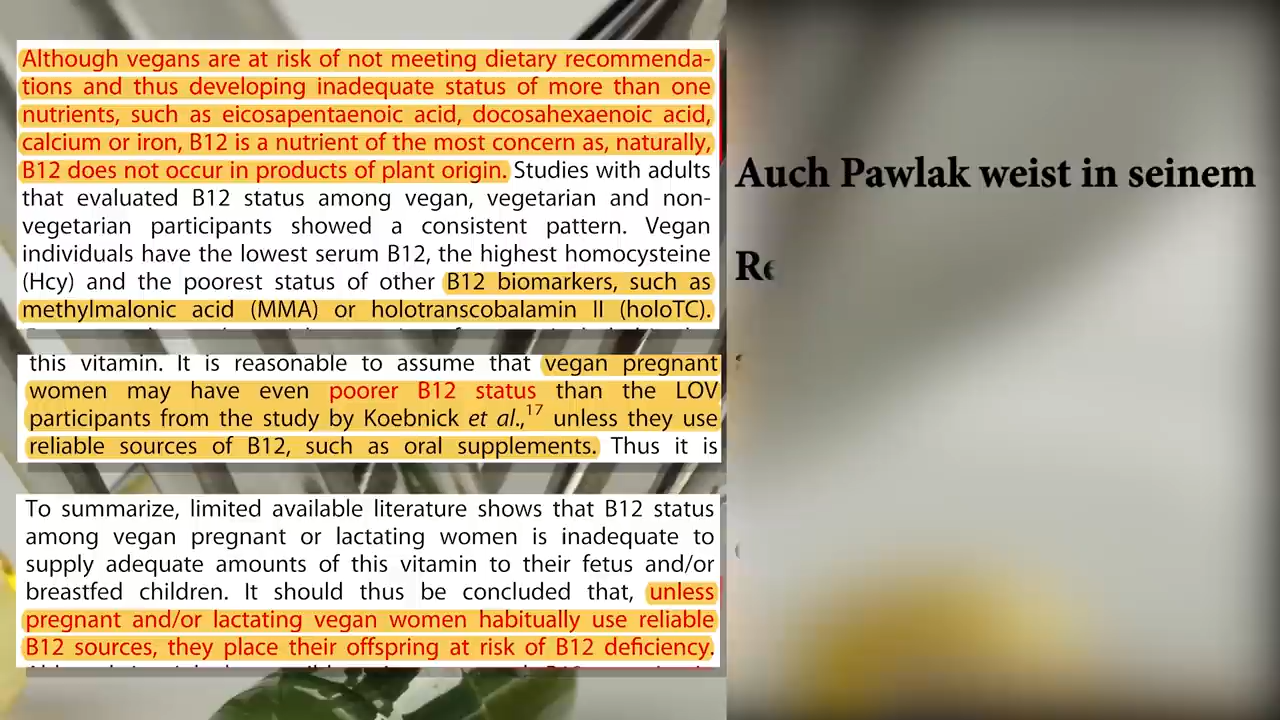 Although vegans are at risk of not meeting dietary recommenda-
tions and thus developing inadequate status of more than one
nutrients, such as eicosapentaenoic acid, docosahexaenoic acid,
calcium or iron, B12 is a nutrient of the most concern as, naturally,
B12 does not occur in products of plant origin. Studies with adults
that evaluated B12 status among vegan, vegetarian and non-
vegetarian participants showed a consistent pattern. Vegan
individuals have the lowest serum B12, the highest homocysteine
(Hcy) and the poorest status of other B12 biomarkers, such as
methylmalonic acid (MMA) or holotranscobalamin II (holoTC).
this vitamin. It is reasonable to assume that vegan pregnant
women may have even poorer B12 status than the LOV
participants from the study by Koebnick et al.,17 unless they use
reliable sources of B12, such as oral supplements. Thus it is
To summarize, limited available literature shows that B12 status
among vegan pregnant or lactating women is inadequate to
supply adequate amounts of this vitamin to their fetus and/or
breastfed children. It should thus be concluded that, unless
pregnant and/or lactating vegan women habitually use reliable
B12 sources, they place their offspring at risk of B12 deficiency.
Auch Pawlak weist in seinem